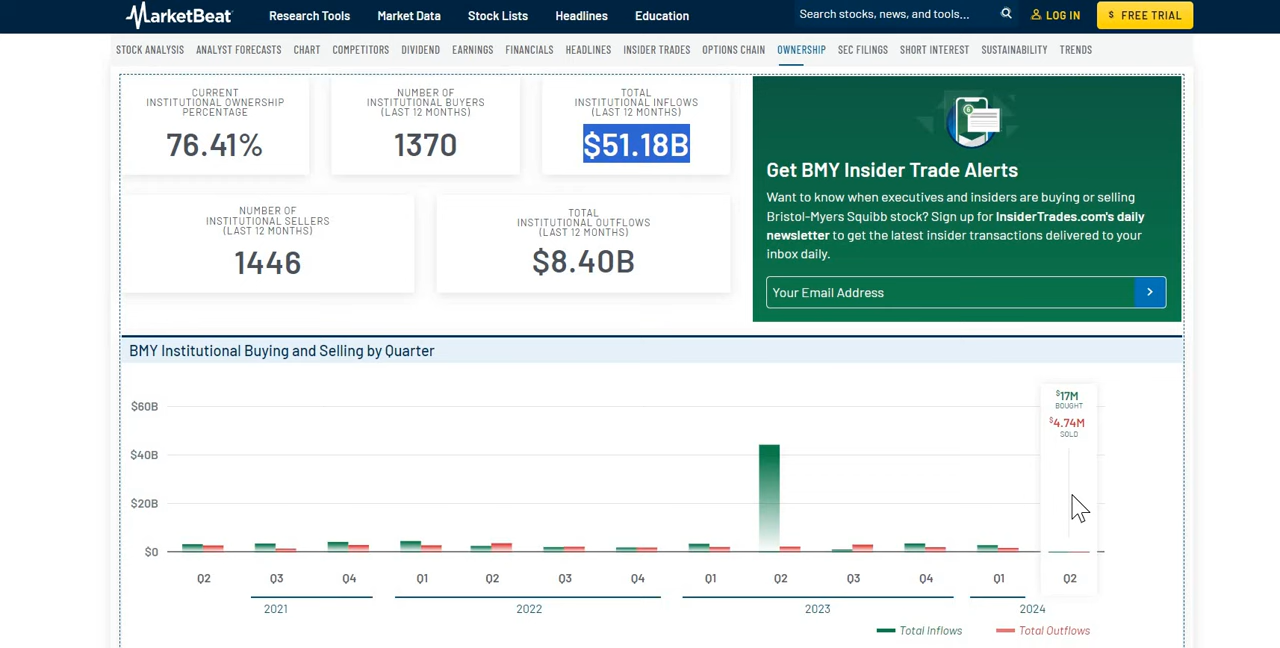 MarketBeat
Research Tools
Market Data
Stock Lists
Headlines
Education
Search stocks, news, and tools...
LOG IN
$ FREE TRIAL
STOCK ANALYSIS
ANALYST FORECASTS
CHART
COMPETITORS
DIVIDEND
EARNINGS
FINANCIALS
HEADLINES
INSIDER TRADES
OPTIONS CHAIN
OWNERSHIP
SEC FILINGS
SHORT INTEREST
SUSTAINABILITY
TRENDS
CURRENT
INSTITUTIONAL OWNERSHIP
PERCENTAGE
76.41%
NUMBER OF
INSTITUTIONAL BUYERS
(LAST 12 MONTHS)
1370
TOTAL
INSTITUTIONAL INFLOWS
(LAST 12 MONTHS)
$51.18B
NUMBER OF
INSTITUTIONAL SELLERS
(LAST 12 MONTHS)
1446
TOTAL
INSTITUTIONAL OUTFLOWS
(LAST 12 MONTHS)
$8.40B
Get BMY Insider Trade Alerts
Want to know when executives and insiders are buying or selling
Bristol-Myers Squibb stock? Sign up for InsiderTrades.com's daily
newsletter to get the latest insider transactions delivered to your
inbox daily.
Your Email Address
BMY Institutional Buying and Selling by Quarter
$60B
$40B
$20B
$0
$17M
BOUGHT
$4.74M
SOLD
Q2 Q3 Q4 Q1 Q2 Q3 Q4 Q1 Q2 Q3 Q4 Q1 Q2
2021 2022 2023 2024
Total Inflows
Total Outflows